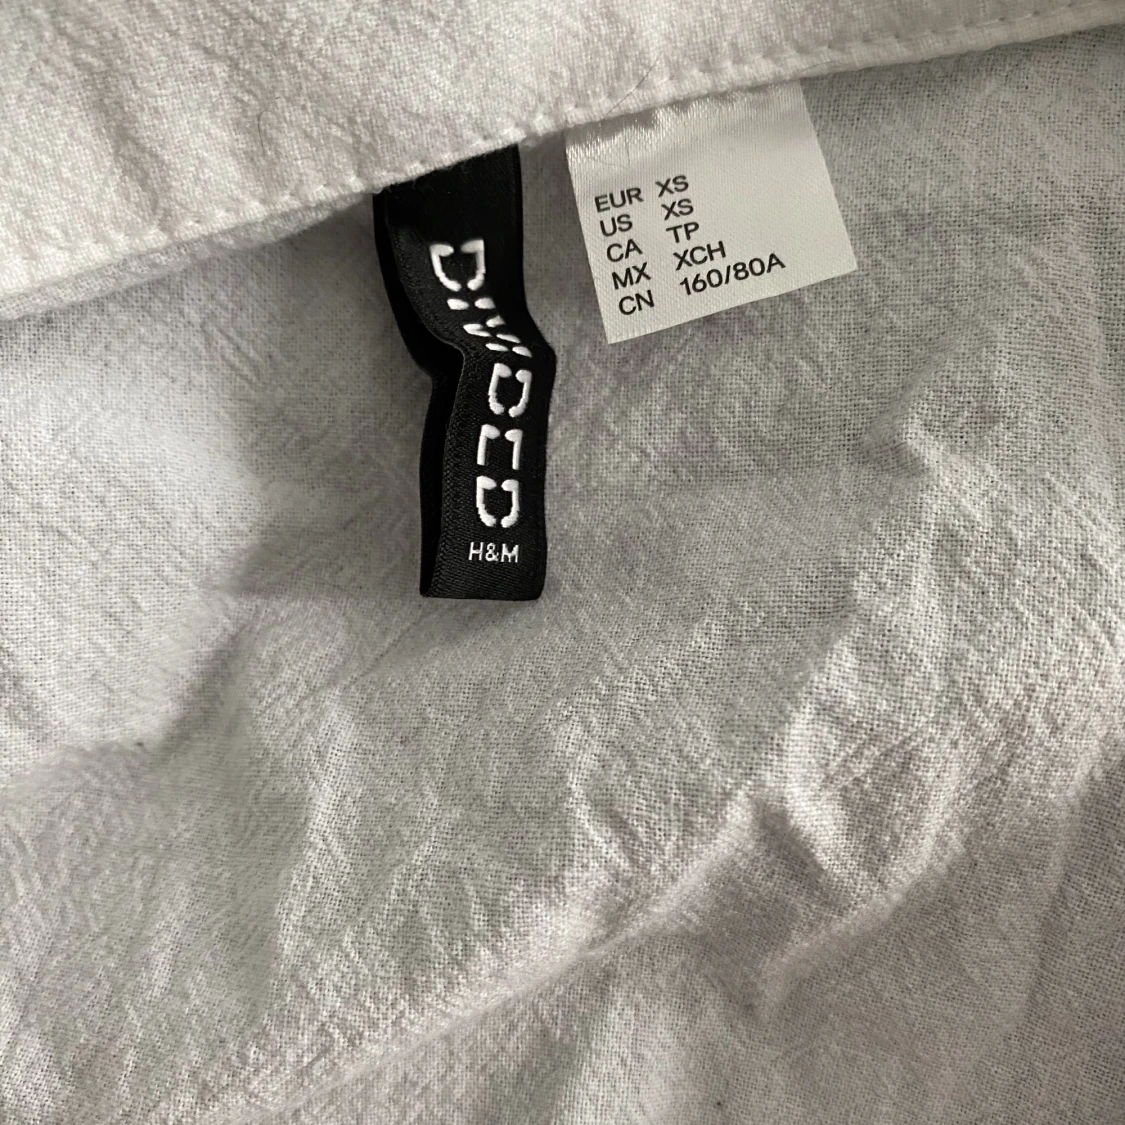 DIVIDED
H&M
EUR XS
US XS
CA TP
MX XCH
CN 160/80A